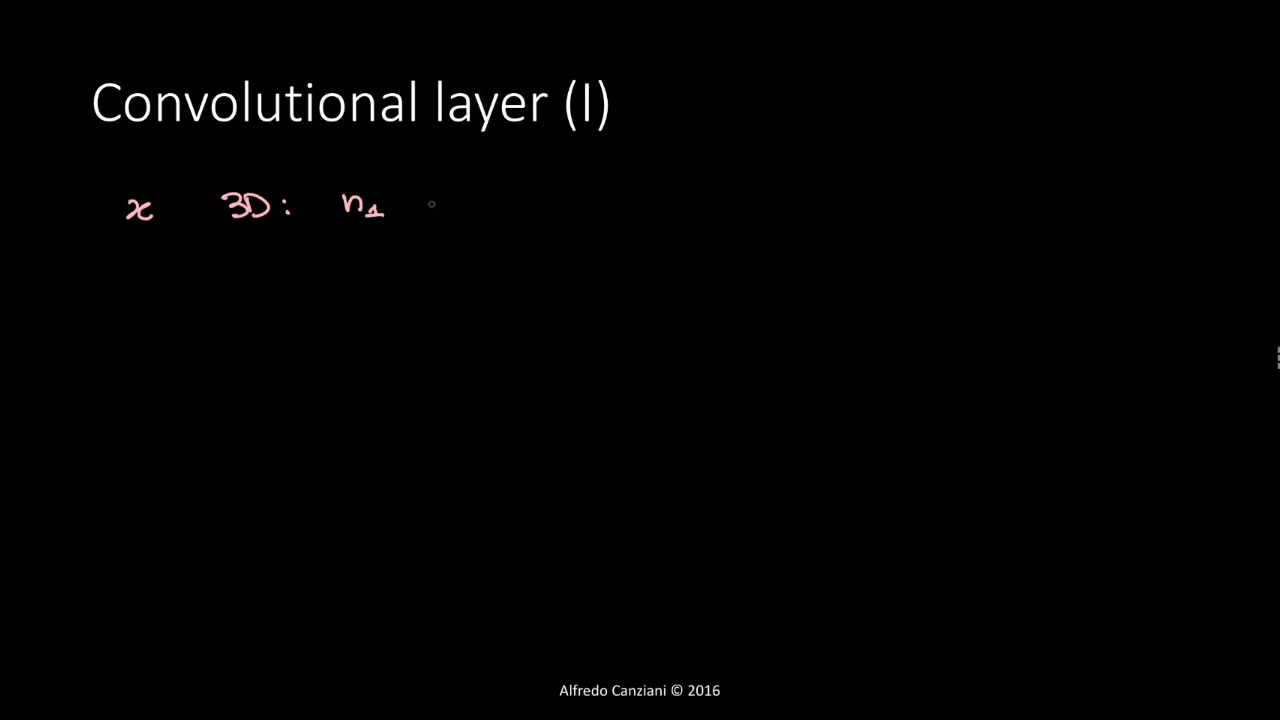 Convolutional layer (I)
x 3D: n₁
Alfredo Canziani © 2016